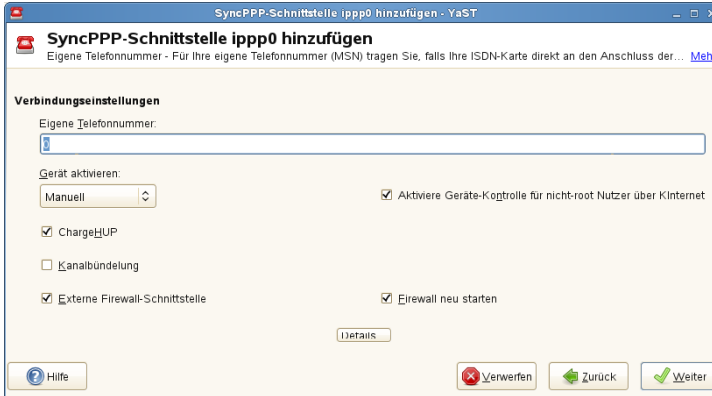 SyncPPP-Schnittstelle ippp0 hinzufügen - YaST
SyncPPP-Schnittstelle ippp0 hinzufügen
Eigene Telefonnummer - Für Ihre eigene Telefonnummer (MSN) tragen Sie, falls Ihre ISDN-Karte direkt an den Anschluss der... Meh
Verbindungseinstellungen
Eigene Telefonnummer:
0
Gerät aktivieren:
Manuell
Aktiviere Geräte-Kontrolle für nicht-root Nutzer über KInternet
ChargeHUP
Kanalbündelung
Externe Firewall-Schnittstelle
Firewall neu starten
Details...
Hilfe
Verwerfen
Zurück
Weiter